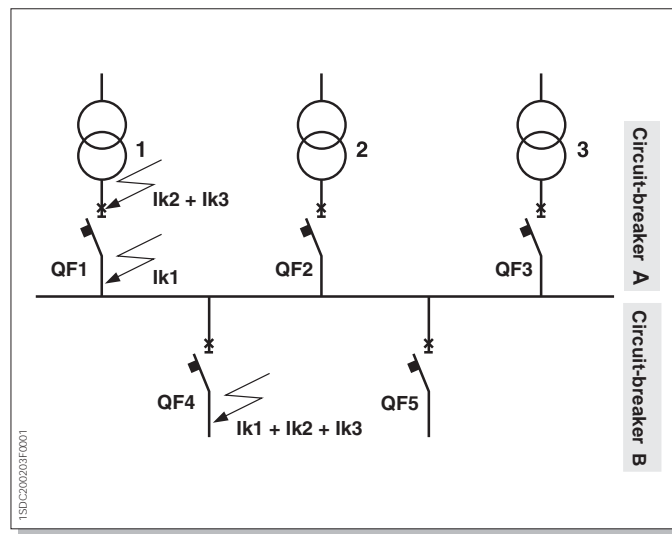 1
2
3
Ik2 + Ik3
QF1
Ik1
QF2
QF3
Circuit-breaker A
QF4
Ik1 + Ik2 + Ik3
QF5
Circuit-breaker B
1SDC200203F0001